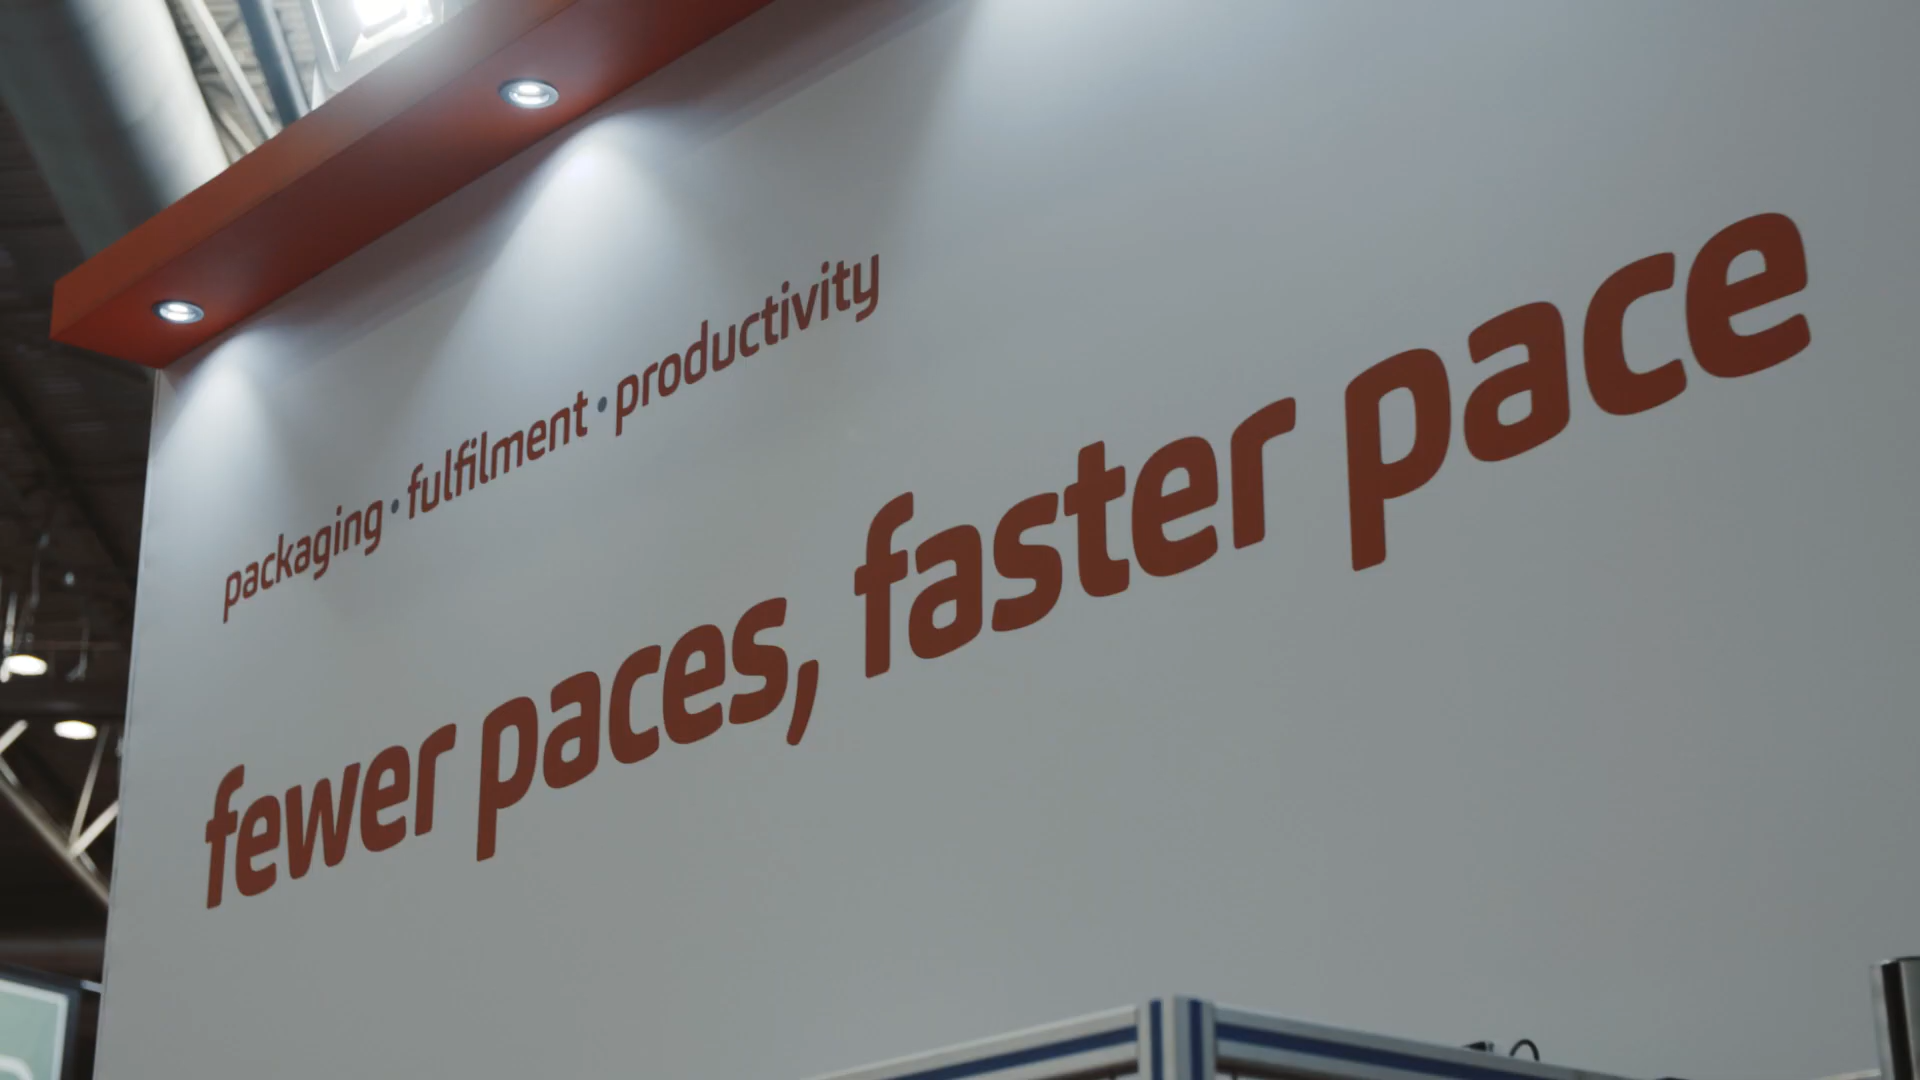 packaging • fulfilment • productivity
fewer paces, faster pace